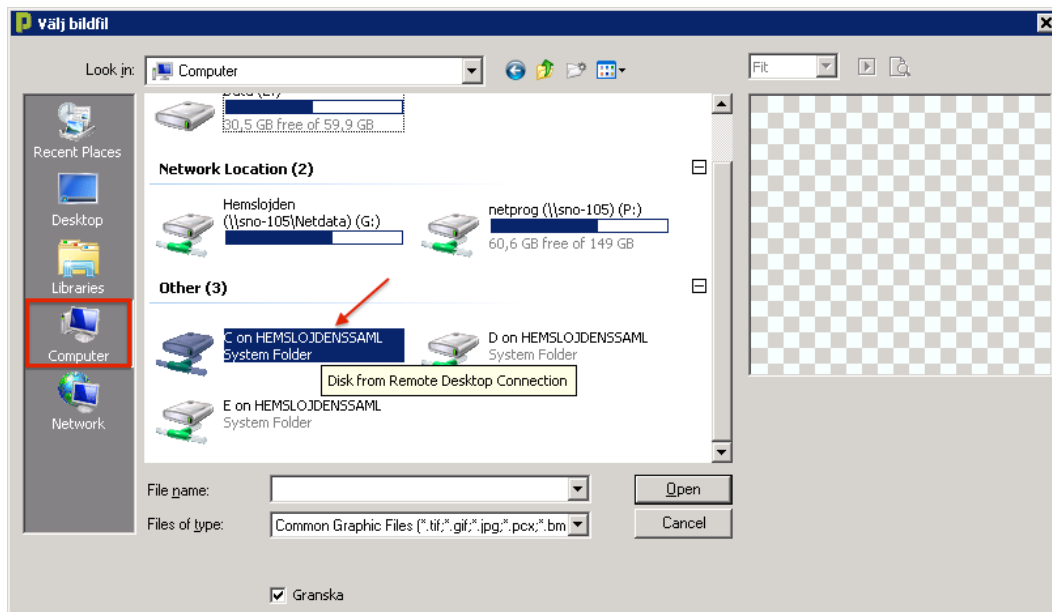 Välj bildfil
Look in:
Computer
Fit
Recent Places
Desktop
Libraries
Computer
Network
30,5 GB free of 59,9 GB
Network Location (2)
Hemslojden
(\\sno-105\Netdata) (G:)
netprog (\\sno-105) (P:)
60,6 GB free of 149 GB
Other (3)
C on HEMSLOJDENSSAML
System Folder
D on HEMSLOJDENSSAML
System Folder
Disk from Remote Desktop Connection
E on HEMSLOJDENSSAML
System Folder
File name:
Open
Files of type:
Common Graphic Files (*.tif;*.gif;*.jpg;*.pcx;*.bm
Cancel
Granska